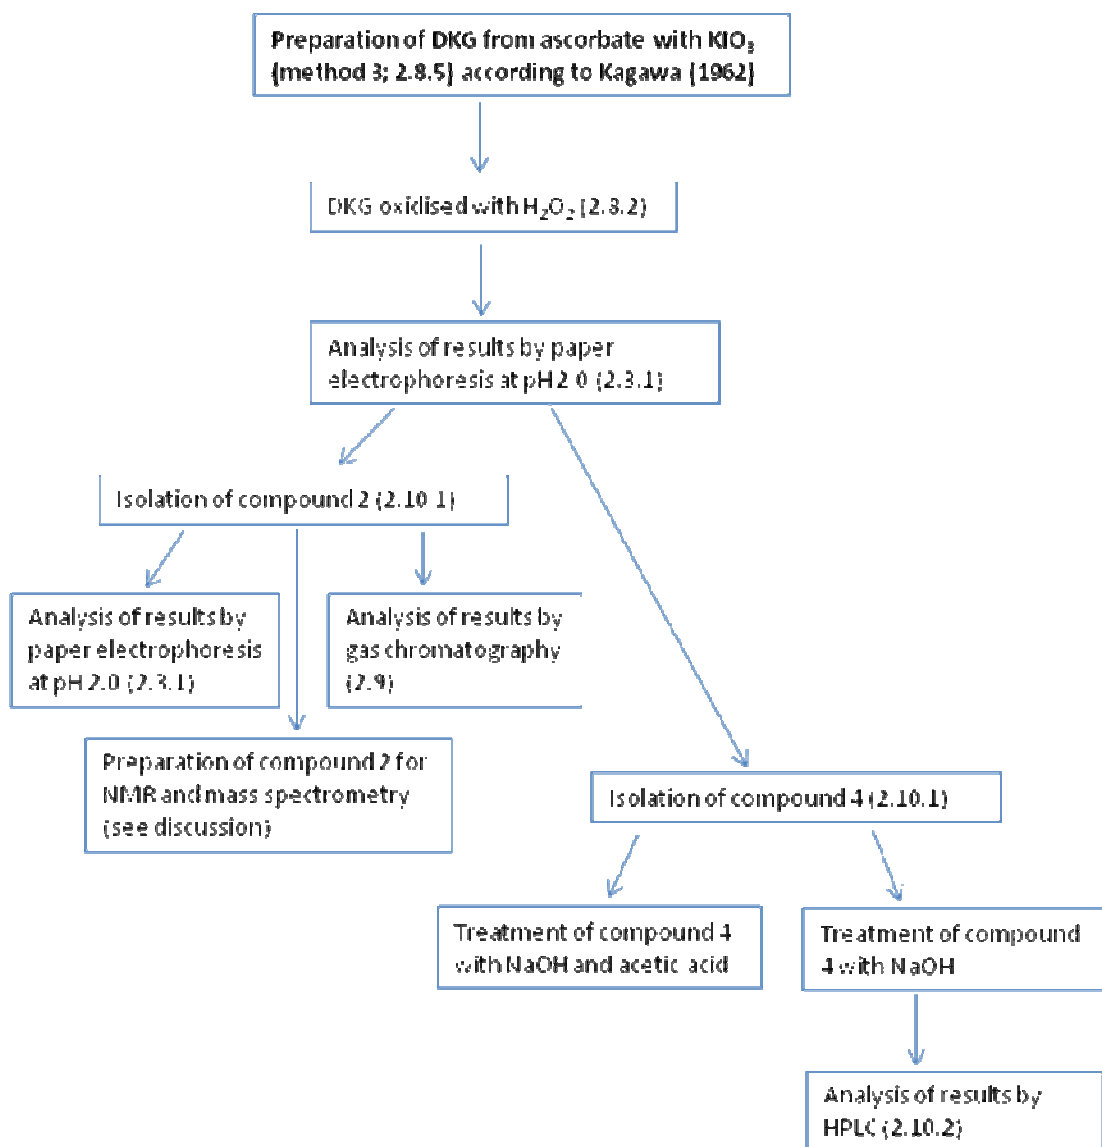 Preparation of DKG from ascorbate with KIO₃
(method 3; 2.8.5) according to Kagawa (1962)
DKG oxidised with H₂O₂ (2.8.2)
Analysis of results by paper
electrophoresis at pH 2.0 (2.3.1)
Isolation of compound 2 (2.10.1)
Analysis of results by
paper electrophoresis
at pH 2.0 (2.3.1)
Analysis of results by
gas chromatography
(2.9)
Preparation of compound 2 for
NMR and mass spectrometry
(see discussion)
Isolation of compound 4 (2.10.1)
Treatment of compound 4
with NaOH and acetic acid
Treatment of compound
4 with NaOH
Analysis of results by
HPLC (2.10.2)